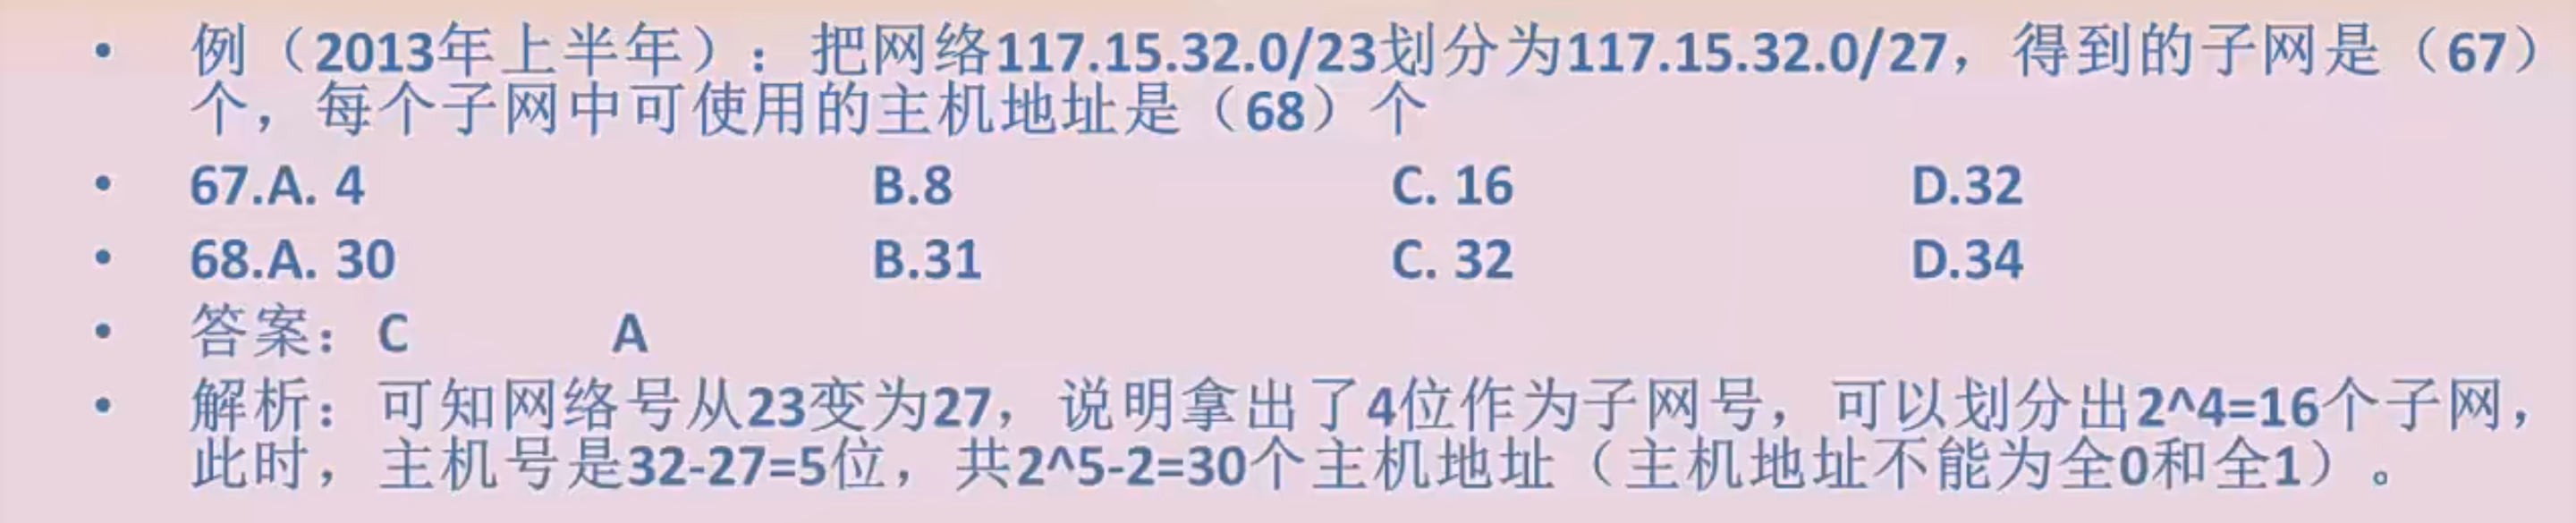 • 例（2013年上半年）：把网络117.15.32.0/23划分为117.15.32.0/27，得到的子网是（67）
个，每个子网中可使用的主机地址是（68）个
• 67.A. 4 B.8 C. 16 D.32
• 68.A. 30 B.31 C. 32 D.34
• 答案：C A
• 解析：可知网络号从23变为27，说明拿出了4位作为子网号，可以划分出2^4=16个子网，
此时，主机号是32-27=5位，共2^5-2=30个主机地址（主机地址不能为全0和全1）。